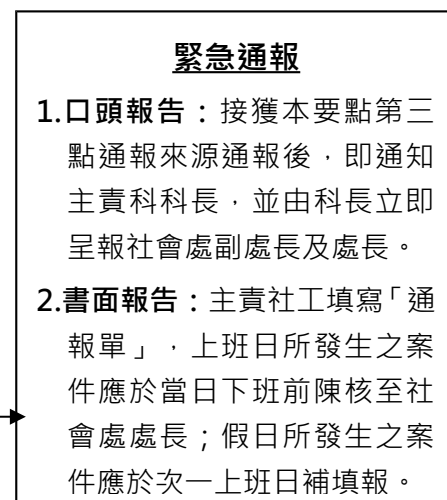 緊急通報
1.口頭報告：接獲本要點第三
點通報來源通報後，即通知
主責科科長，並由科長立即
呈報社會處副處長及處長。
2.書面報告：主責社工填寫「通
報單」，上班日所發生之案
件應於當日下班前陳核至社
會處處長；假日所發生之案
件應於次一上班日補填報。